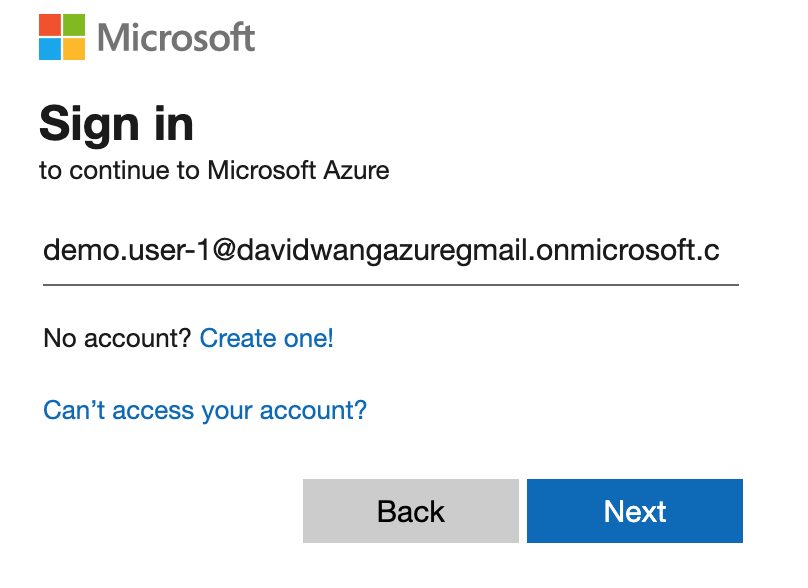 Microsoft
Sign in
to continue to Microsoft Azure
demo.user-1@davidwangazuregmail.onmicrosoft.c
No account? Create one!
Can’t access your account?
Back
Next